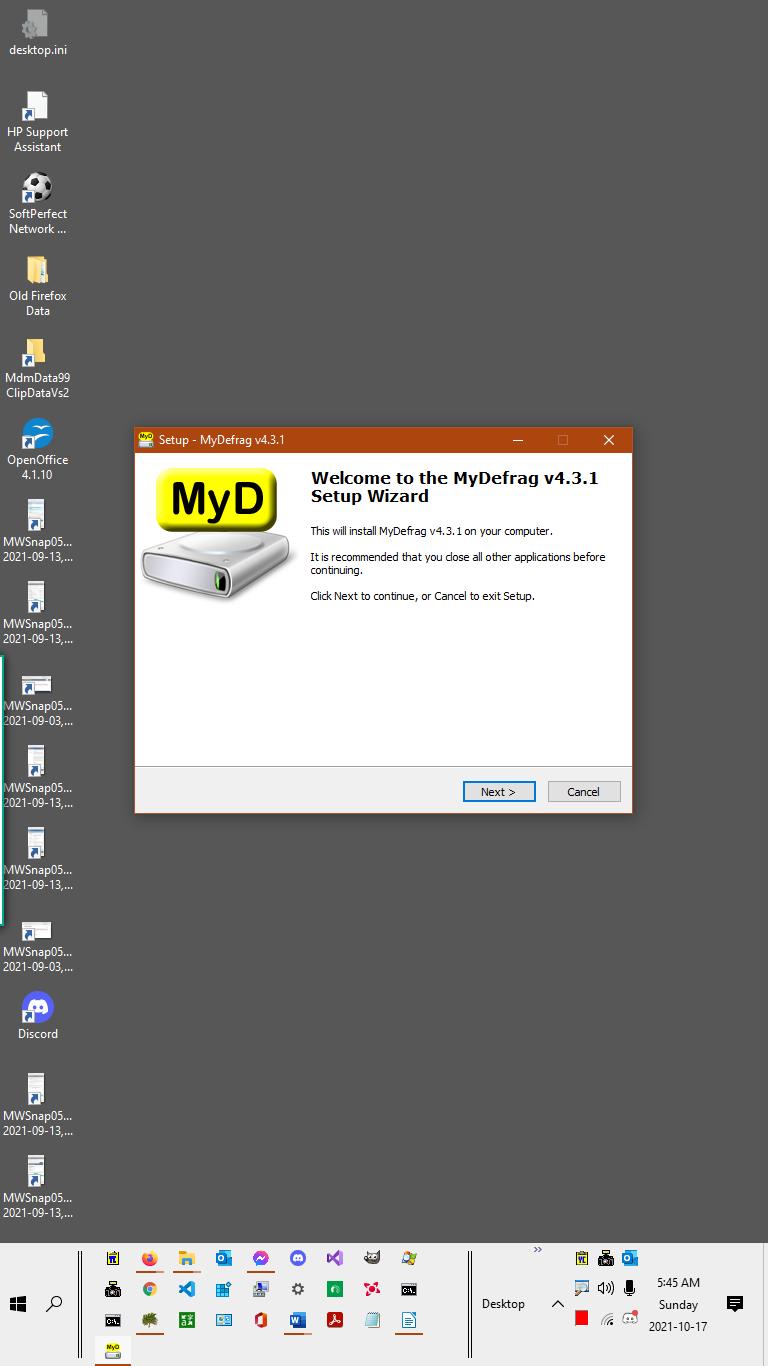 desktop.ini
HP Support
Assistant
SoftPerfect
Network ...
Old Firefox
Data
MdmData99
ClipDataVs2
OpenOffice
4.1.10
MWSnap05...
2021-09-13,...
MWSnap05...
2021-09-13,...
MWSnap05...
2021-09-03,...
MWSnap05...
2021-09-13,...
MWSnap05...
2021-09-13,...
MWSnap05...
2021-09-03,...
Discord
MWSnap05...
2021-09-13,...
MWSnap05...
2021-09-13,...
MyD
Setup - MyDefrag v4.3.1
MyD
Welcome to the MyDefrag v4.3.1
Setup Wizard
This will install MyDefrag v4.3.1 on your computer.
It is recommended that you close all other applications before
continuing.
Click Next to continue, or Cancel to exit Setup.
Next >
Cancel
MyD
Desktop
5:45 AM
Sunday
2021-10-17